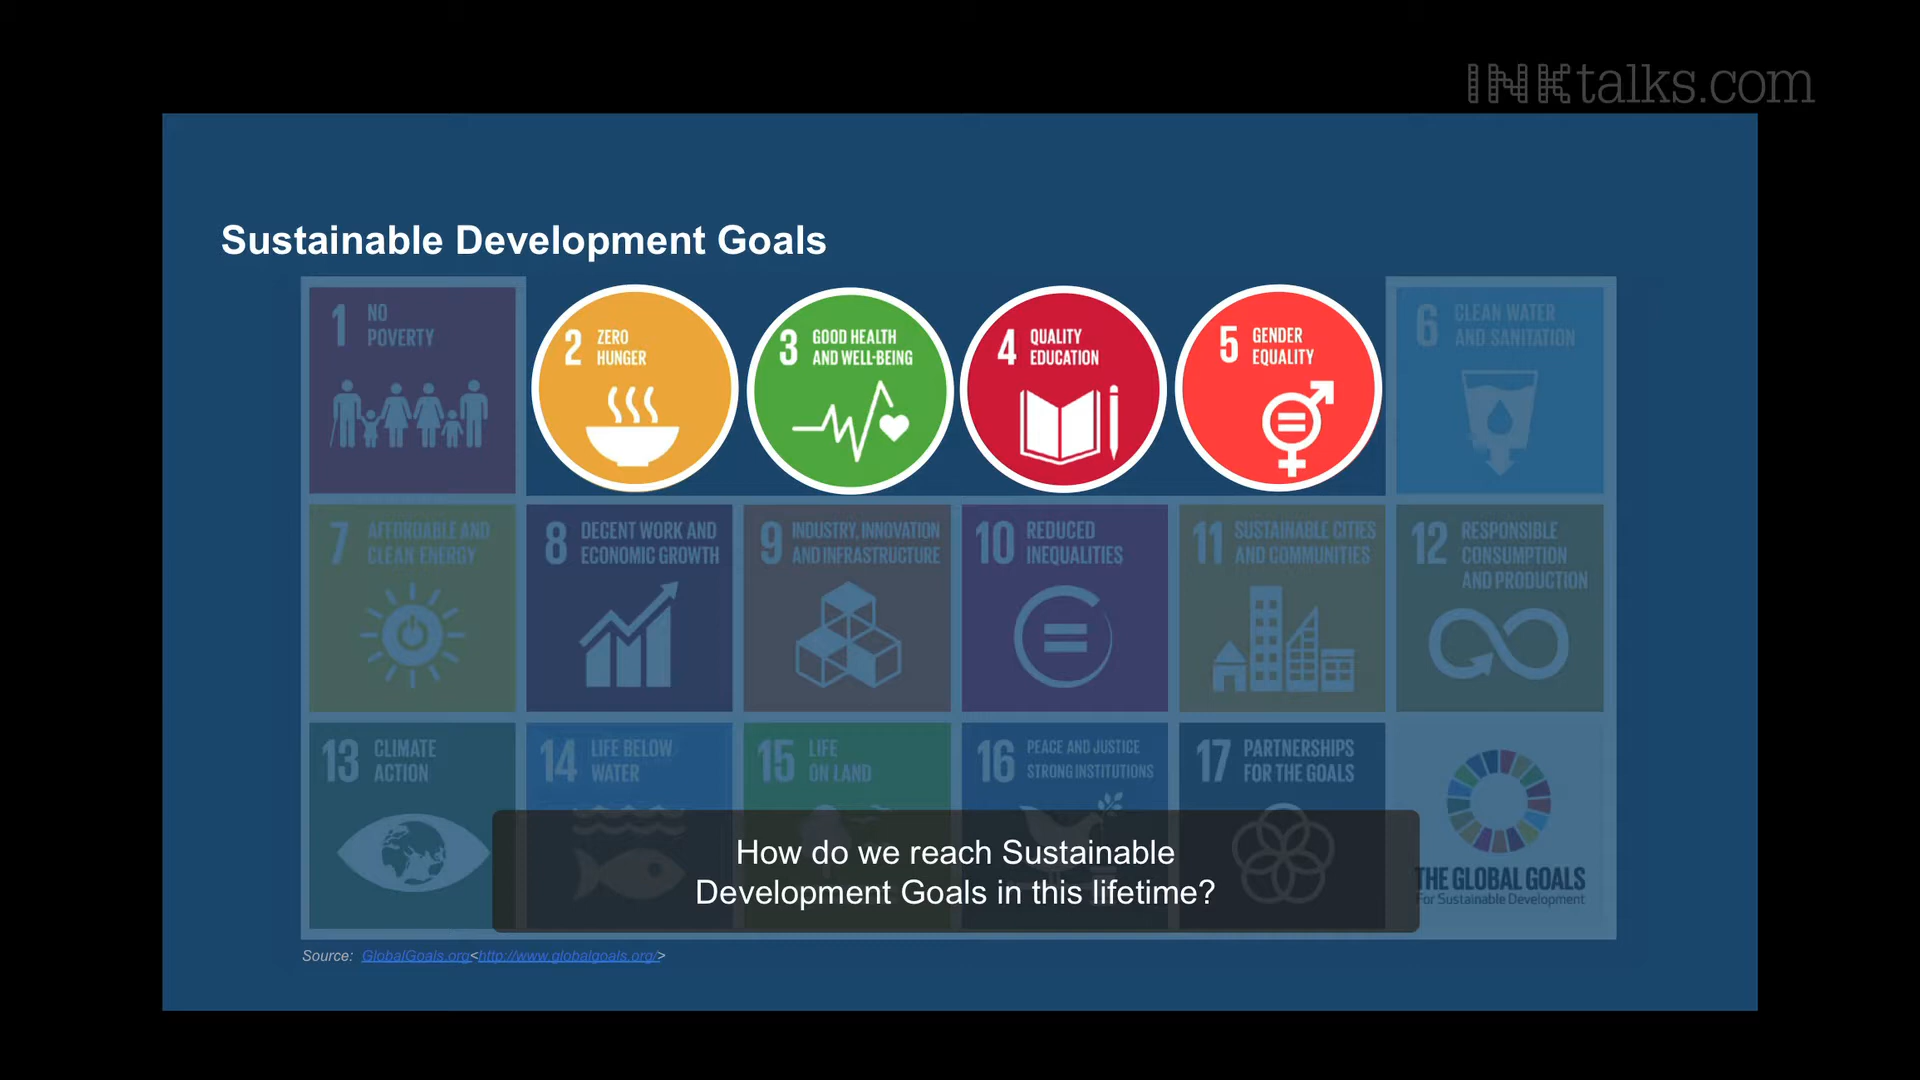 INKtalks.com
Sustainable Development Goals
1 NO
POVERTY
2 ZERO
HUNGER
3 GOOD HEALTH
AND WELL-BEING
4 QUALITY
EDUCATION
5 GENDER
EQUALITY
6 CLEAN WATER
AND SANITATION
7 AFFORDABLE AND
CLEAN ENERGY
8 DECENT WORK AND
ECONOMIC GROWTH
9 INDUSTRY, INNOVATION
AND INFRASTRUCTURE
10 REDUCED
INEQUALITIES
11 SUSTAINABLE CITIES
AND COMMUNITIES
12 RESPONSIBLE
CONSUMPTION
AND PRODUCTION
13 CLIMATE
ACTION
14 LIFE BELOW
WATER
15 LIFE
ON LAND
16 PEACE AND JUSTICE
STRONG INSTITUTIONS
17 PARTNERSHIPS
FOR THE GOALS
THE GLOBAL GOALS
For Sustainable Development
How do we reach Sustainable
Development Goals in this lifetime?
Source: GlobalGoals.org<http://www.globalgoals.org/>